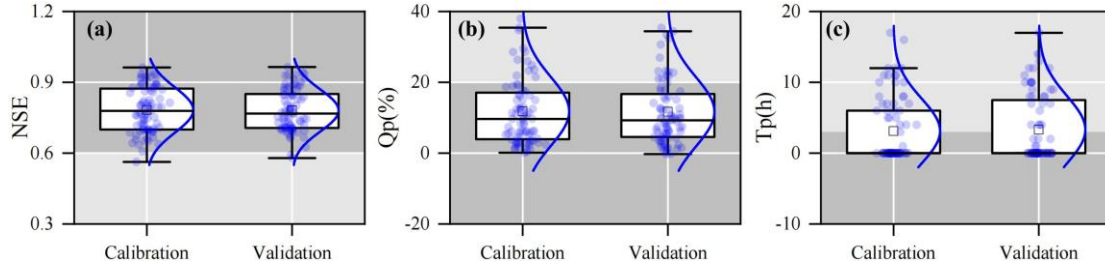 (a)
NSE
1.2
0.9
0.6
0.3
Calibration
Validation
(b)
Qp(%)
40
20
0
-20
Calibration
Validation
(c)
Tp(h)
20
10
0
-10
Calibration
Validation